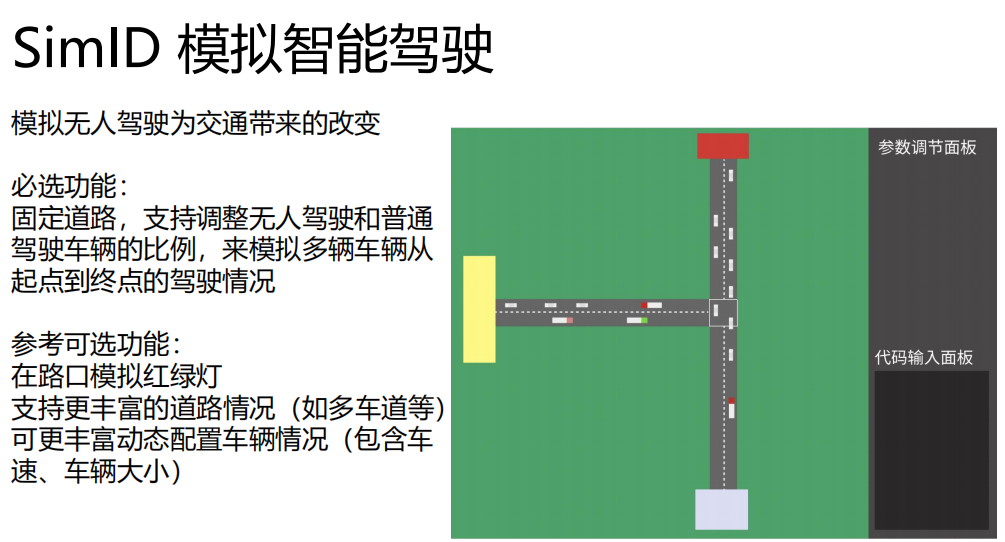 SimID 模拟智能驾驶
模拟无人驾驶为交通带来的改变
必选功能：
固定道路，支持调整无人驾驶和普通
驾驶车辆的比例，来模拟多辆车辆从
起点到终点的驾驶情况
参考可选功能：
在路口模拟红绿灯
支持更丰富的道路情况（如多车道等）
可更丰富动态配置车辆情况（包含车
速、车辆大小）
参数调节面板
代码输入面板